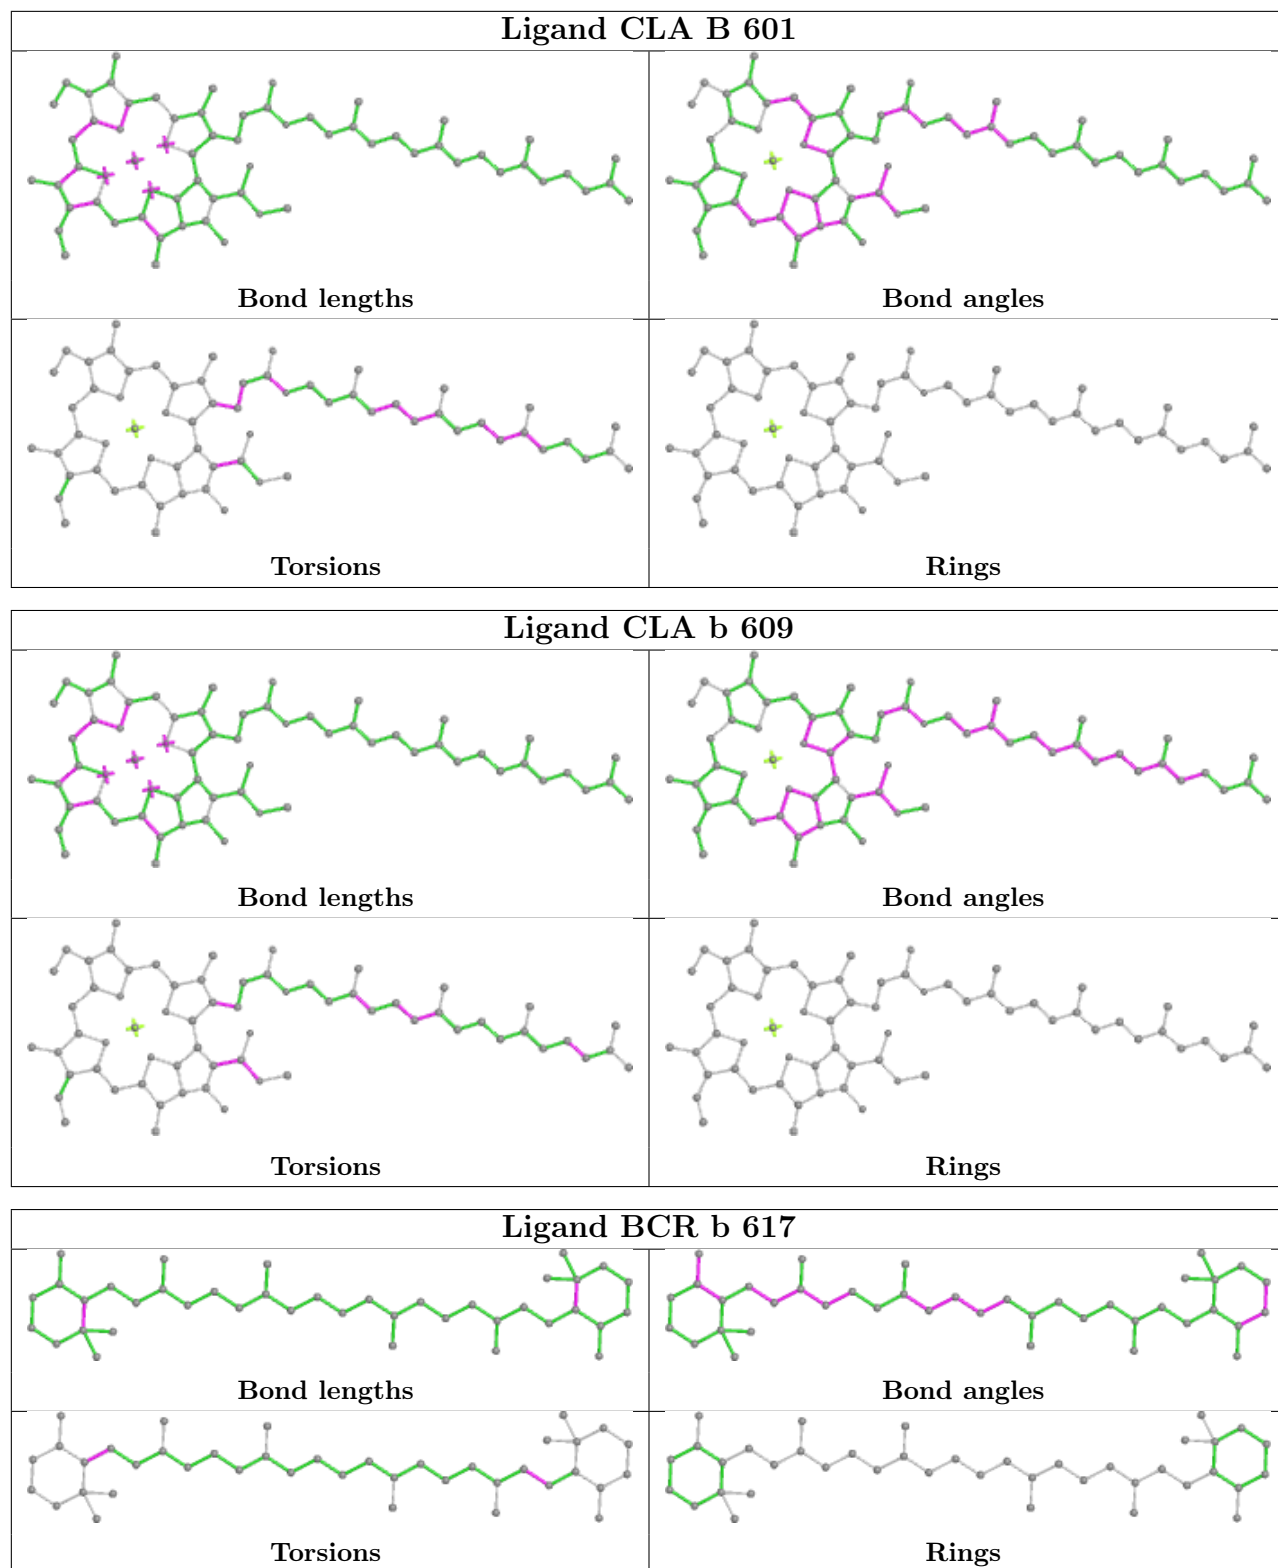 Ligand CLA B 601
Bond lengths
Bond angles
Torsions
Rings
Ligand CLA b 609
Bond lengths
Bond angles
Torsions
Rings
Ligand BCR b 617
Bond lengths
Bond angles
Torsions
Rings